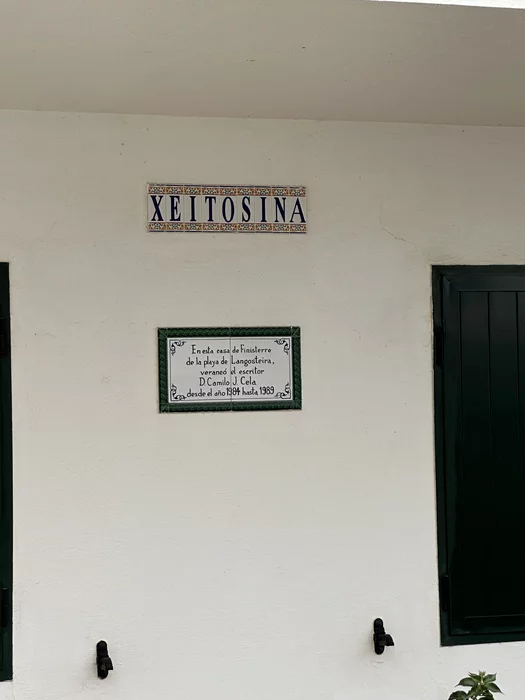 XEITOSINA
En esta casa de Finisterre
de la playa de Langosteira,
veraneó el escritor
D. Camilo J. Cela
desde el año 1984 hasta 1989